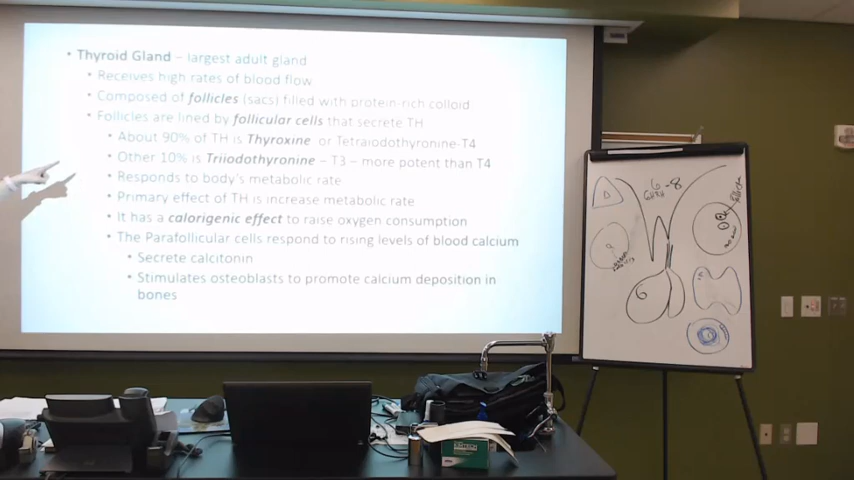 • Thyroid Gland – largest adult gland
• Receives high rates of blood flow
• Composed of follicles (sacs) filled with protein-rich colloid
• Follicles are lined by follicular cells that secrete TH
• About 90% of TH is Thyroxine or Tetraiodothyronine-T4
• Other 10% is Triiodothyronine – T3 – more potent than T4
• Responds to body's metabolic rate
• Primary effect of TH is increase metabolic rate
• It has a calorigenic effect to raise oxygen consumption
• The Parafollicular cells respond to rising levels of blood calcium
• Secrete calcitonin
• Stimulates osteoblasts to promote calcium deposition in
bones